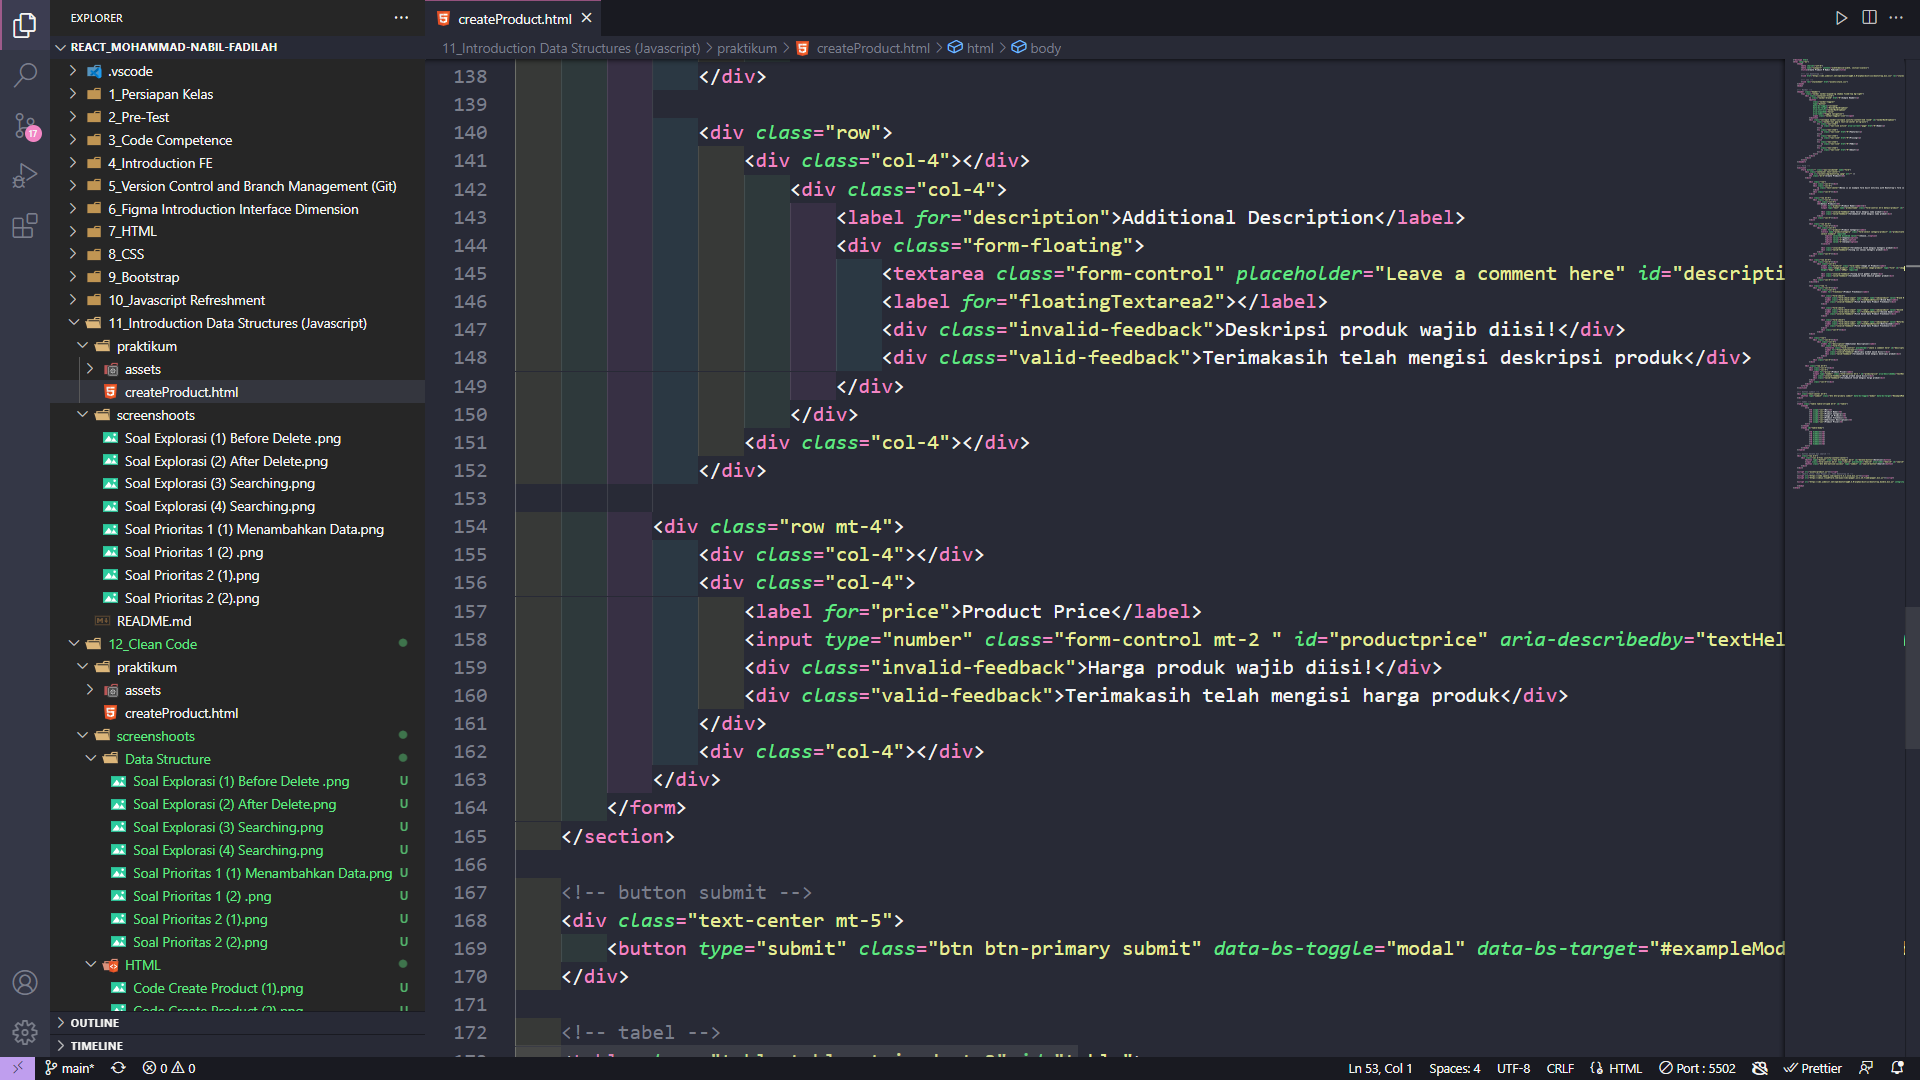 EXPLORER
createProduct.html
REACT_MOHAMMAD-NABIL-FADILAH
.vscode
1_Persiapan Kelas
2_Pre-Test
3_Code Competence
4_Introduction FE
5_Version Control and Branch Management (Git)
6_Figma Introduction Interface Dimension
7_HTML
8_CSS
9_Bootstrap
10_Javascript Refreshment
11_Introduction Data Structures (Javascript)
praktikum
assets
createProduct.html
screenshoots
Soal Explorasi (1) Before Delete .png
Soal Explorasi (2) After Delete.png
Soal Explorasi (3) Searching.png
Soal Explorasi (4) Searching.png
Soal Prioritas 1 (1) Menambahkan Data.png
Soal Prioritas 1 (2) .png
Soal Prioritas 2 (1).png
Soal Prioritas 2 (2).png
README.md
12_Clean Code
praktikum
assets
createProduct.html
screenshoots
Data Structure
Soal Explorasi (1) Before Delete .png U
Soal Explorasi (2) After Delete.png U
Soal Explorasi (3) Searching.png U
Soal Explorasi (4) Searching.png U
Soal Prioritas 1 (1) Menambahkan Data.png U
Soal Prioritas 1 (2) .png U
Soal Prioritas 2 (1).png U
Soal Prioritas 2 (2).png U
HTML
Code Create Product (1).png U
Code Create Product (2).png U
OUTLINE
TIMELINE
17
11_Introduction Data Structures (Javascript) > praktikum > createProduct.html > html > body
138 </div>
139
140 <div class="row">
141 <div class="col-4"></div>
142 <div class="col-4">
143 <label for="description">Additional Description</label>
144 <div class="form-floating">
145 <textarea class="form-control" placeholder="Leave a comment here" id="descripti
146 <label for="floatingTextarea2"></label>
147 <div class="invalid-feedback">Deskripsi produk wajib diisi!</div>
148 <div class="valid-feedback">Terimakasih telah mengisi deskripsi produk</div>
149 </div>
150 </div>
151 <div class="col-4"></div>
152 </div>
153
154 <div class="row mt-4">
155 <div class="col-4"></div>
156 <div class="col-4">
157 <label for="price">Product Price</label>
158 <input type="number" class="form-control mt-2 " id="productprice" aria-describedby="textHel
159 <div class="invalid-feedback">Harga produk wajib diisi!</div>
160 <div class="valid-feedback">Terimakasih telah mengisi harga produk</div>
161 </div>
162 <div class="col-4"></div>
163 </div>
164 </form>
165 </section>
166
167 <!-- button submit -->
168 <div class="text-center mt-5">
169 <button type="submit" class="btn btn-primary submit" data-bs-toggle="modal" data-bs-target="#exampleMod
170 </div>
171
172 <!-- tabel -->
main* 0 0 Ln 53, Col 1 Spaces: 4 UTF-8 CRLF HTML Port : 5502 Prettier